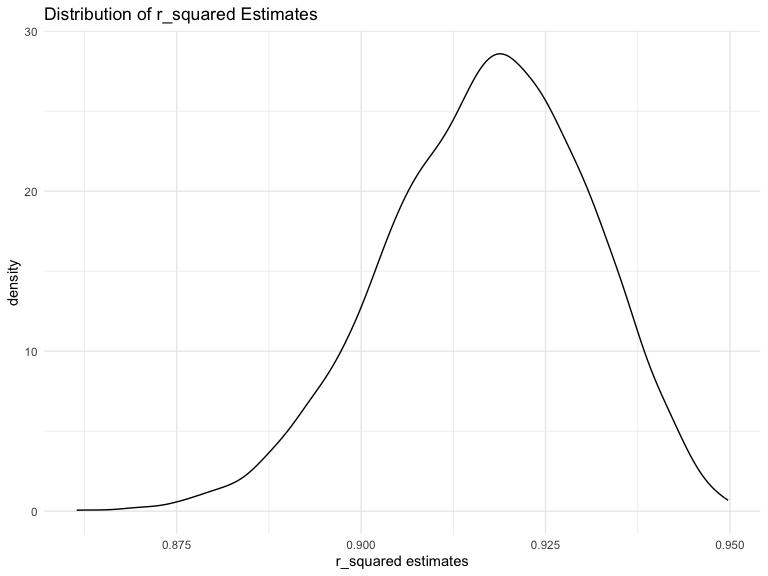 Distribution of r_squared Estimates
30
20
10
0
density
0.875 0.900 0.925 0.950
r_squared estimates